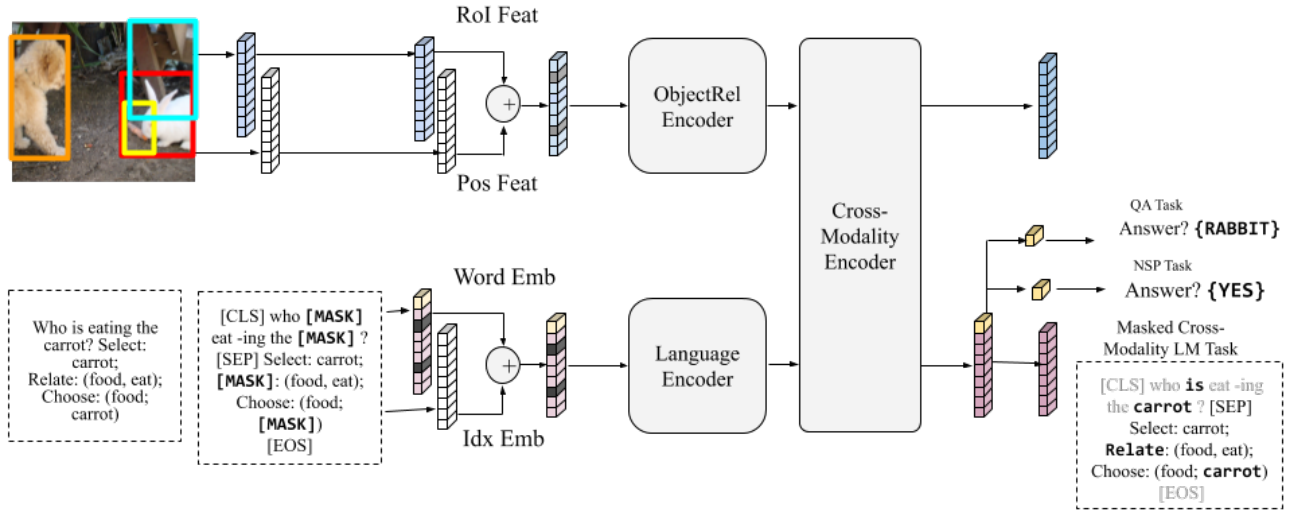 RoI Feat
+
Pos Feat
ObjectRel
Encoder
Cross-
Modality
Encoder
QA Task
Answer? {RABBIT}
NSP Task
Answer? {YES}
Masked Cross-
Modality LM Task
[CLS] who is eat -ing
the carrot ? [SEP]
Select: carrot;
Relate: (food, eat);
Choose: (food; carrot)
[EOS]
Who is eating the
carrot? Select:
carrot;
Relate: (food, eat);
Choose: (food;
carrot)
[CLS] who [MASK]
eat -ing the [MASK] ?
[SEP] Select: carrot;
[MASK]: (food, eat);
Choose: (food;
[MASK])
[EOS]
Word Emb
+
Idx Emb
Language
Encoder